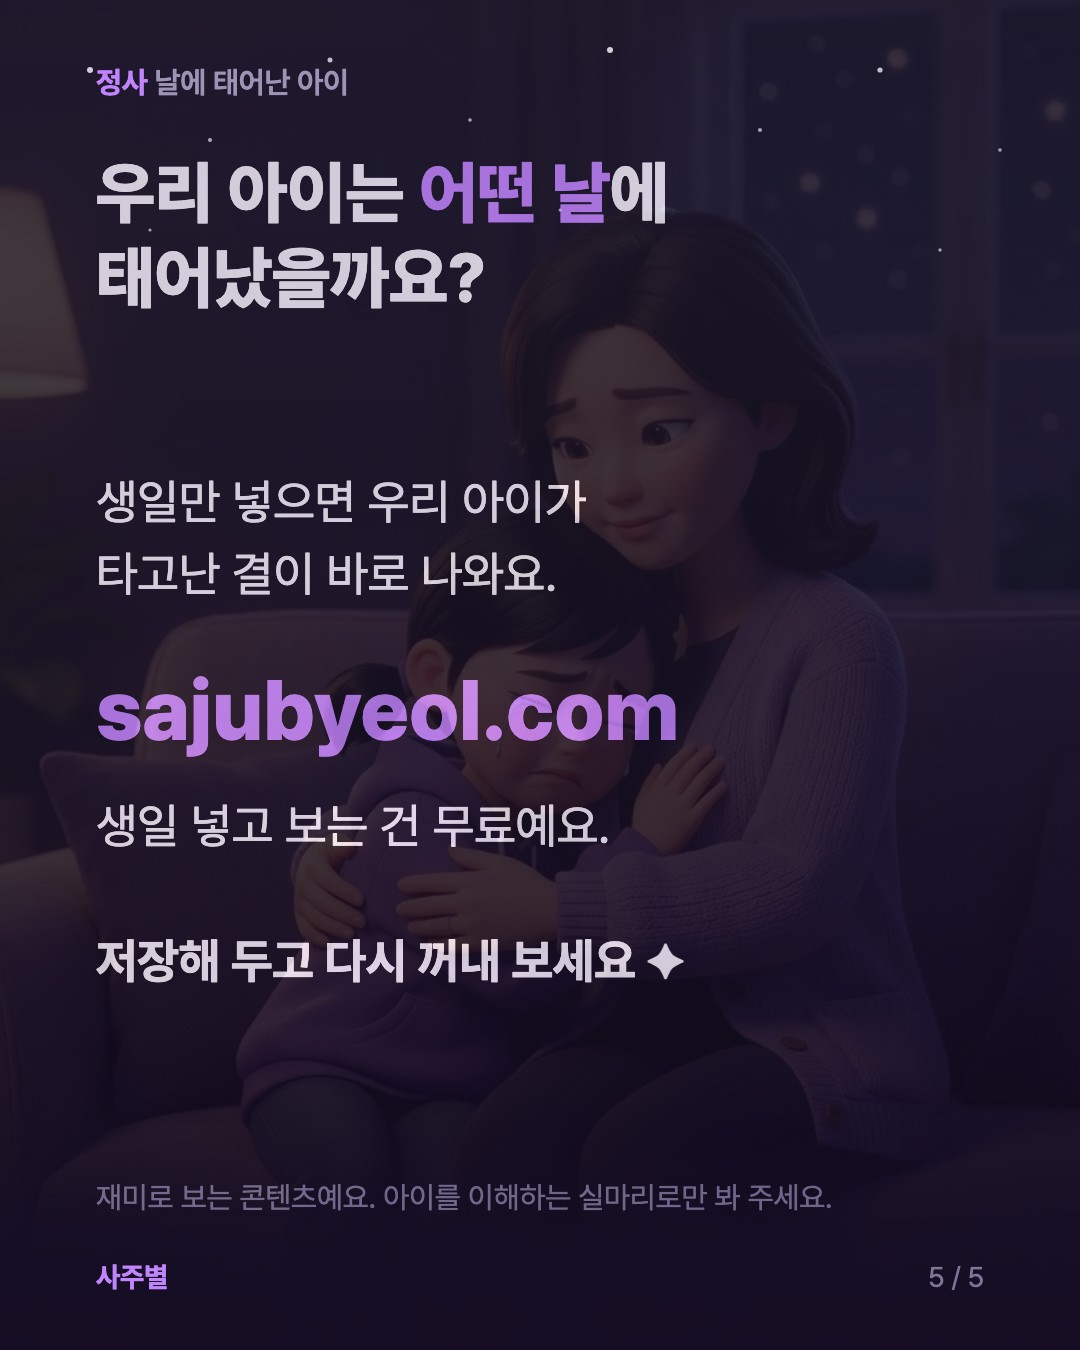 정사 날에 태어난 아이
우리 아이는 어떤 날에
태어났을까요?
생일만 넣으면 우리 아이가
타고난 결이 바로 나와요.
sajubyeol.com
생일 넣고 보는 건 무료예요.
저장해 두고 다시 꺼내 보세요 ✦
재미로 보는 콘텐츠예요. 아이를 이해하는 실마리로만 봐 주세요.
사주별
5 / 5